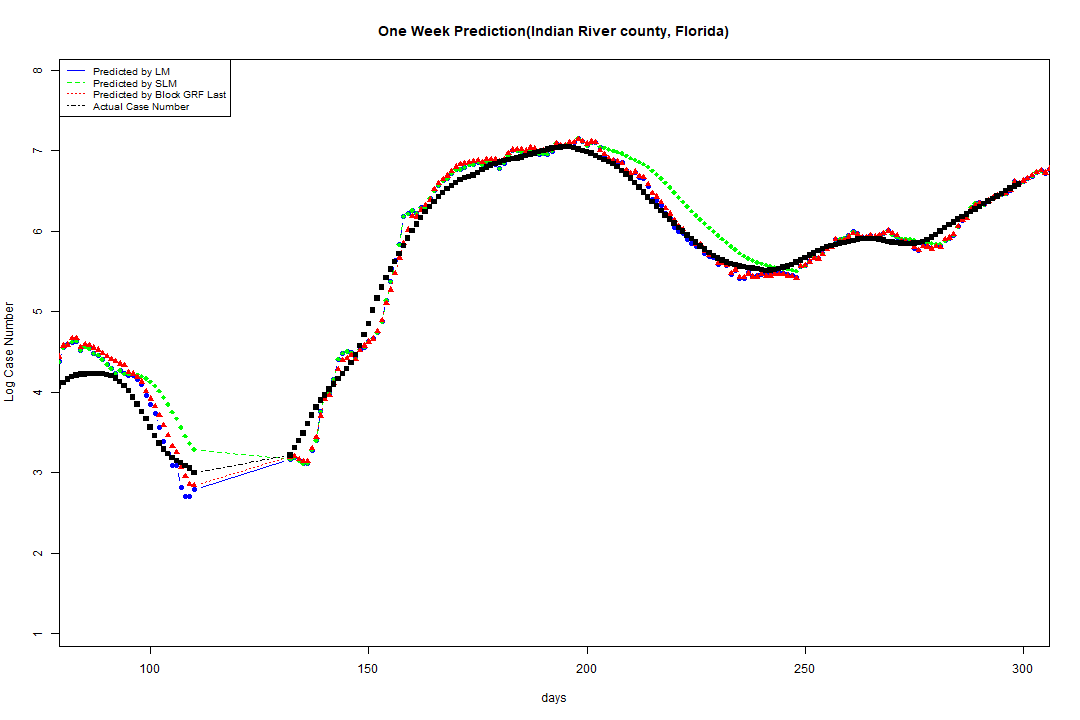 One Week Prediction(Indian River county, Florida)
Predicted by LM
Predicted by SLM
Predicted by Block GRF Last
Actual Case Number
8
7
6
5
4
3
2
1
Log Case Number
100 150 200 250 300
days